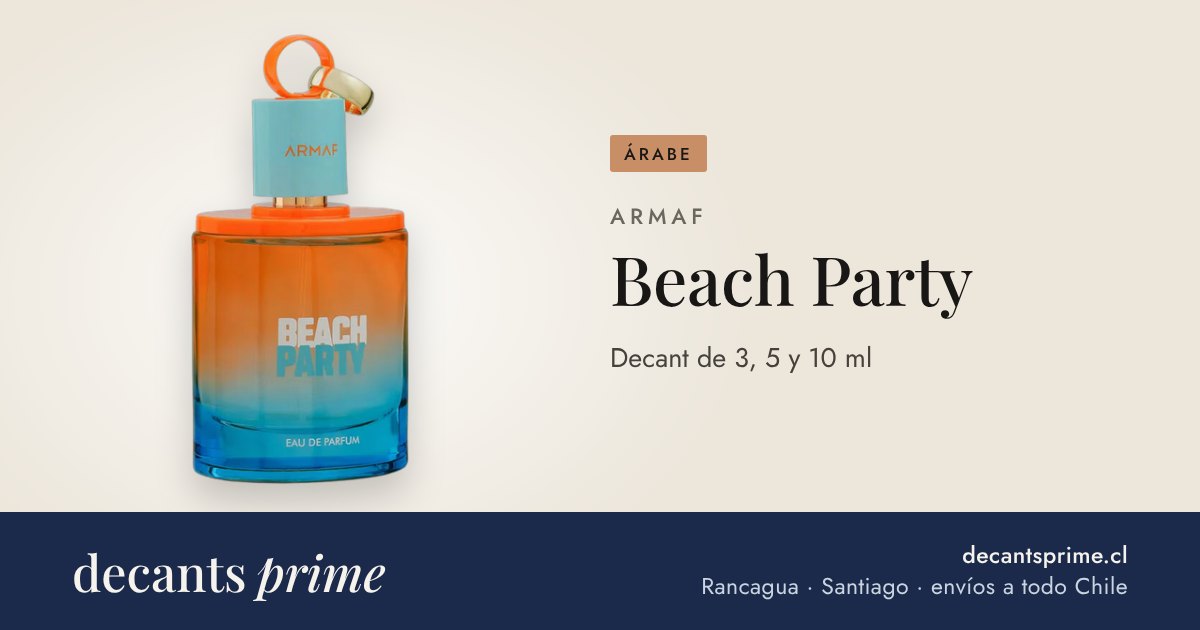 ARMAF
BEACH
PARTY
EAU DE PARFUM
ÁRABE
ARMAF
Beach Party
Decant de 3, 5 y 10 ml
decants prime
decantsprime.cl
Rancagua · Santiago · envíos a todo Chile